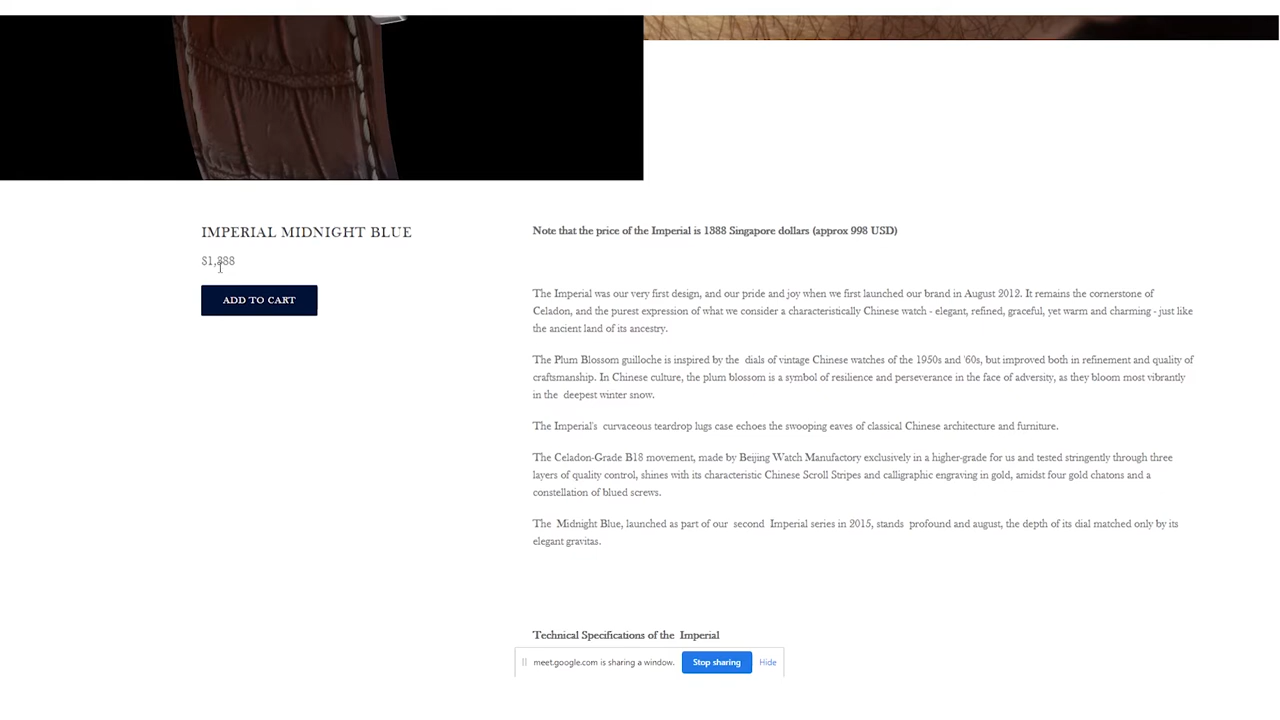 IMPERIAL MIDNIGHT BLUE
$1,388
ADD TO CART
Note that the price of the Imperial is 1388 Singapore dollars (approx 998 USD)
The Imperial was our very first design, and our pride and joy when we first launched our brand in August 2012. It remains the cornerstone of
Celadon, and the purest expression of what we consider a characteristically Chinese watch - elegant, refined, graceful, yet warm and charming - just like
the ancient land of its ancestry.
The Plum Blossom guilloche is inspired by the dials of vintage Chinese watches of the 1950s and '60s, but improved both in refinement and quality of
craftsmanship. In Chinese culture, the plum blossom is a symbol of resilience and perseverance in the face of adversity, as they bloom most vibrantly
in the deepest winter snow.
The Imperial's curvaceous teardrop lugs case echoes the swooping eaves of classical Chinese architecture and furniture.
The Celadon-Grade B18 movement, made by Beijing Watch Manufactory exclusively in a higher-grade for us and tested stringently through three
layers of quality control, shines with its characteristic Chinese Scroll Stripes and calligraphic engraving in gold, amidst four gold chatons and a
constellation of blued screws.
The Midnight Blue, launched as part of our second Imperial series in 2015, stands profound and august, the depth of its dial matched only by its
elegant gravitas.
Technical Specifications of the Imperial
meet.google.com is sharing a window.
Stop sharing
Hide